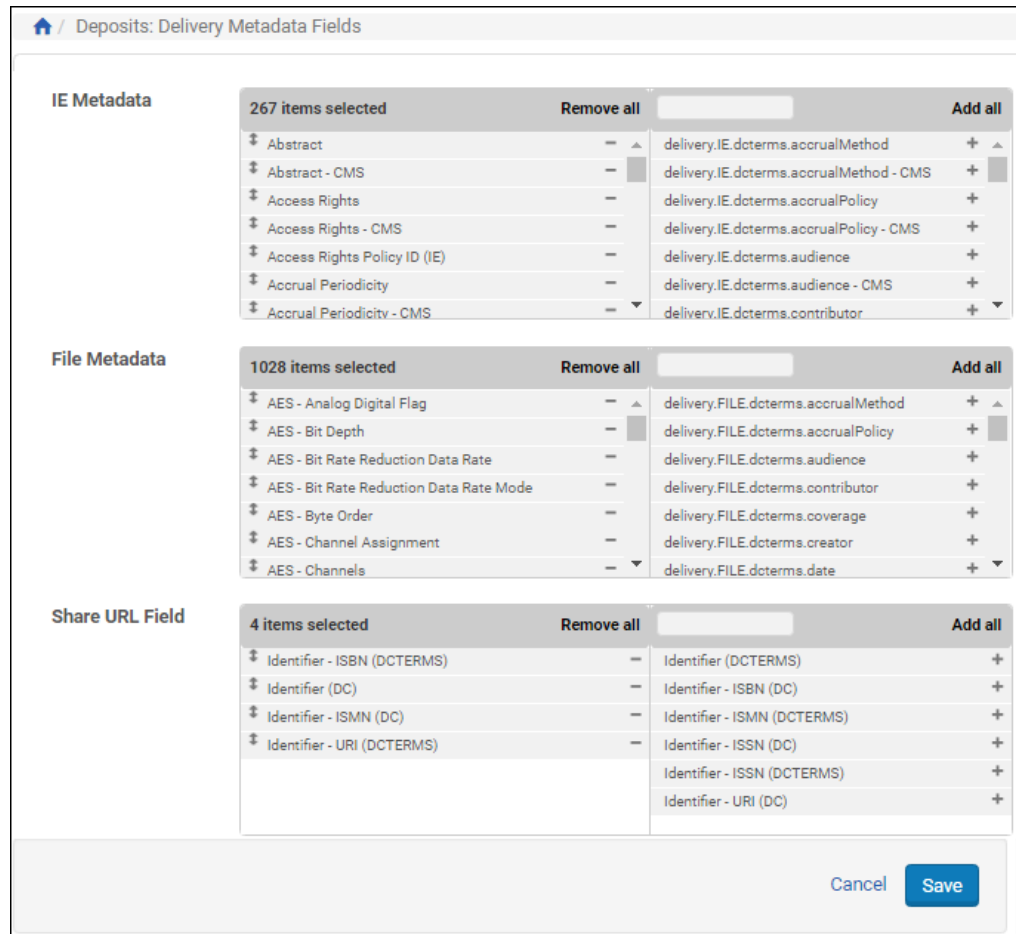 / Deposits: Delivery Metadata Fields
IE Metadata
267 items selected Remove all Add all
Abstract − delivery.IE.dcterms.accrualMethod +
Abstract - CMS − delivery.IE.dcterms.accrualMethod - CMS +
Access Rights − delivery.IE.dcterms.accrualPolicy +
Access Rights - CMS − delivery.IE.dcterms.accrualPolicy - CMS +
Access Rights Policy ID (IE) − delivery.IE.dcterms.audience +
Accrual Periodicity − delivery.IE.dcterms.audience - CMS +
Accrual Periodicity - CMS − delivery.IE.dcterms.contributor +
File Metadata
1028 items selected Remove all Add all
AES - Analog Digital Flag − delivery.FILE.dcterms.accrualMethod +
AES - Bit Depth − delivery.FILE.dcterms.accrualPolicy +
AES - Bit Rate Reduction Data Rate − delivery.FILE.dcterms.audience +
AES - Bit Rate Reduction Data Rate Mode − delivery.FILE.dcterms.contributor +
AES - Byte Order − delivery.FILE.dcterms.coverage +
AES - Channel Assignment − delivery.FILE.dcterms.creator +
AES - Channels − delivery.FILE.dcterms.date +
Share URL Field
4 items selected Remove all Add all
Identifier - ISBN (DCTERMS) − Identifier (DCTERMS) +
Identifier (DC) − Identifier - ISBN (DC) +
Identifier - ISMN (DC) − Identifier - ISMN (DCTERMS) +
Identifier - URI (DCTERMS) − Identifier - ISSN (DC) +
Identifier - ISSN (DCTERMS) +
Identifier - URI (DC) +
Cancel Save